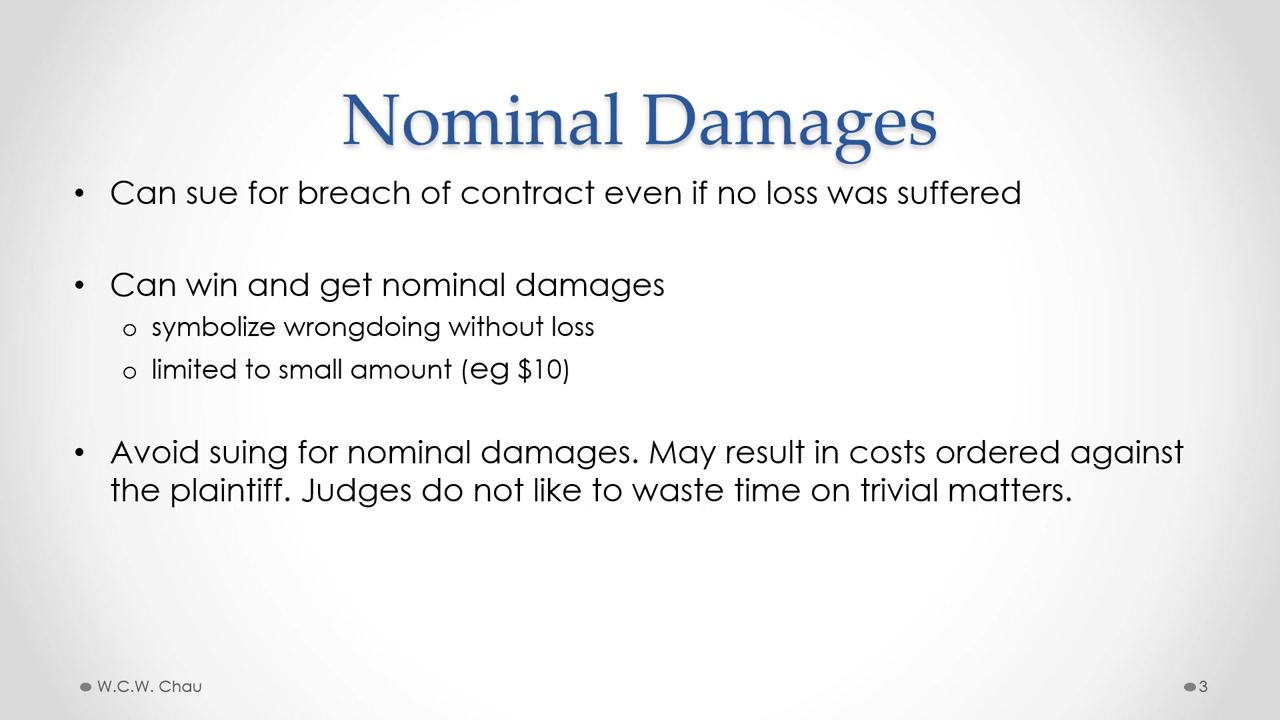 Nominal Damages
• Can sue for breach of contract even if no loss was suffered
• Can win and get nominal damages
o symbolize wrongdoing without loss
o limited to small amount (eg $10)
• Avoid suing for nominal damages. May result in costs ordered against
the plaintiff. Judges do not like to waste time on trivial matters.
W.C.W. Chau
3